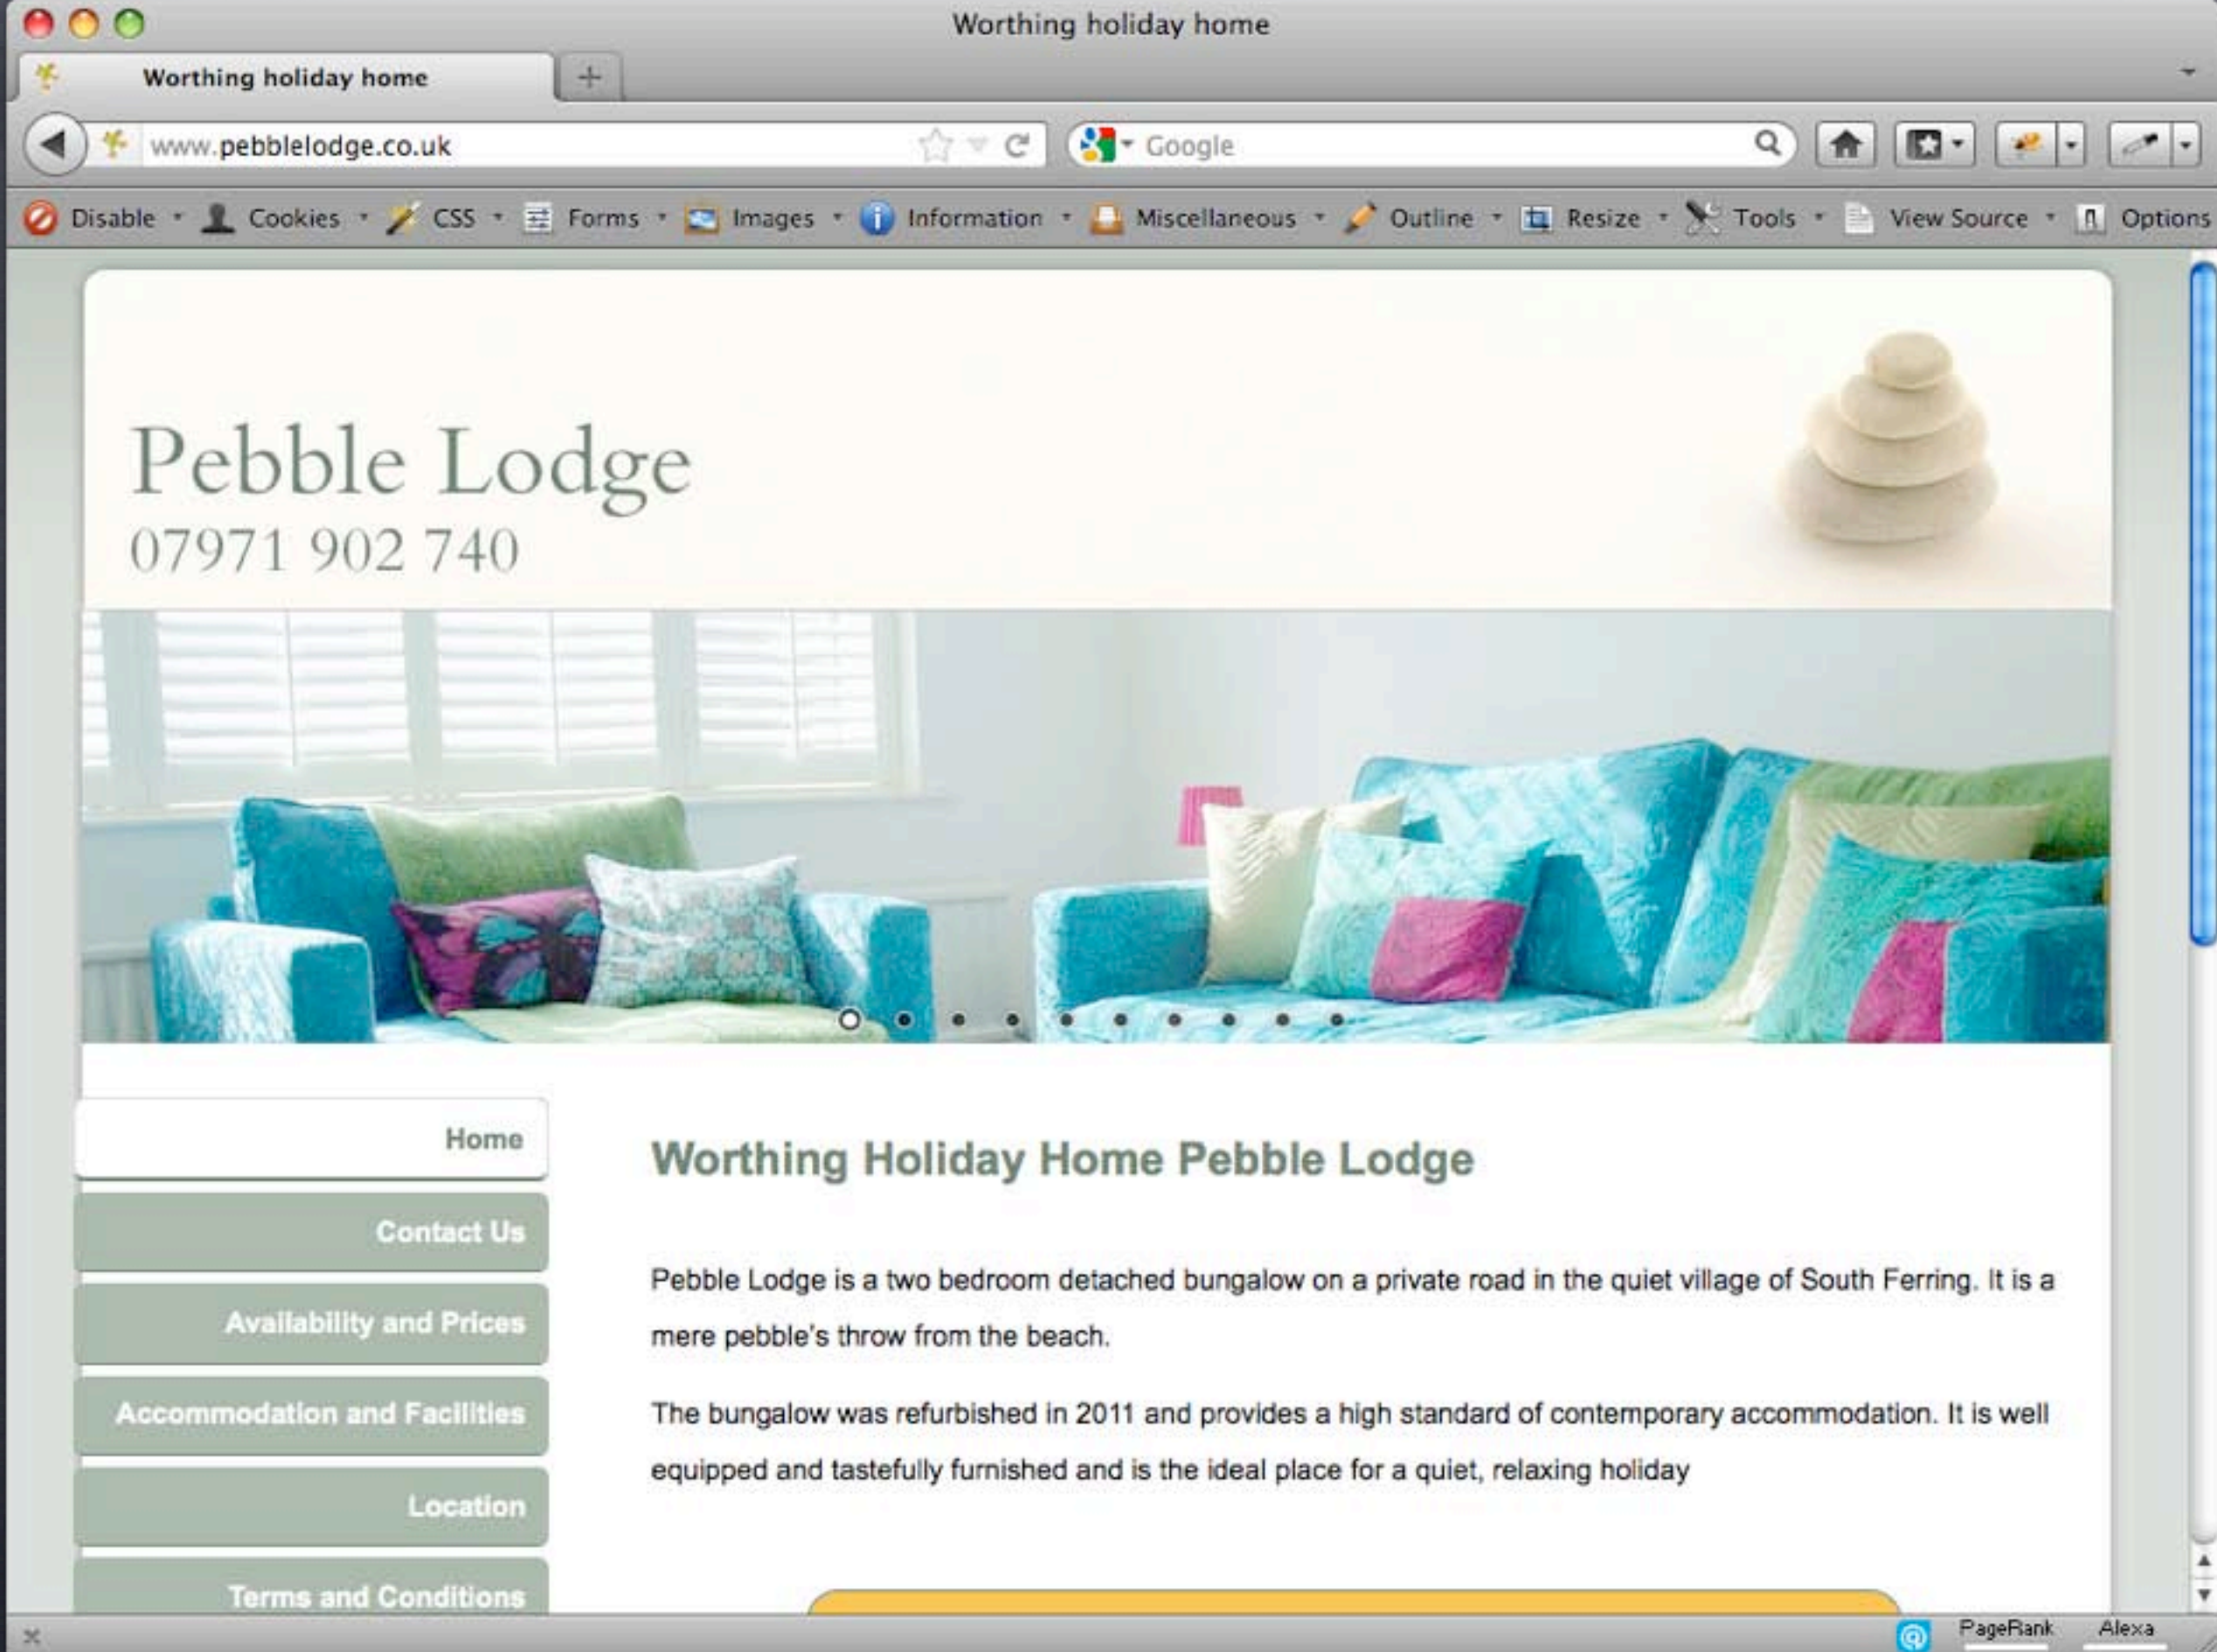 Worthing holiday home
Worthing holiday home
www.pebblelodge.co.uk
Google
Disable Cookies CSS Forms Images Information Miscellaneous Outline Resize Tools View Source Options
Pebble Lodge
07971 902 740
Home
Contact Us
Availability and Prices
Accommodation and Facilities
Location
Terms and Conditions
Worthing Holiday Home Pebble Lodge
Pebble Lodge is a two bedroom detached bungalow on a private road in the quiet village of South Ferring. It is a
mere pebble's throw from the beach.
The bungalow was refurbished in 2011 and provides a high standard of contemporary accommodation. It is well
equipped and tastefully furnished and is the ideal place for a quiet, relaxing holiday
PageRank Alexa